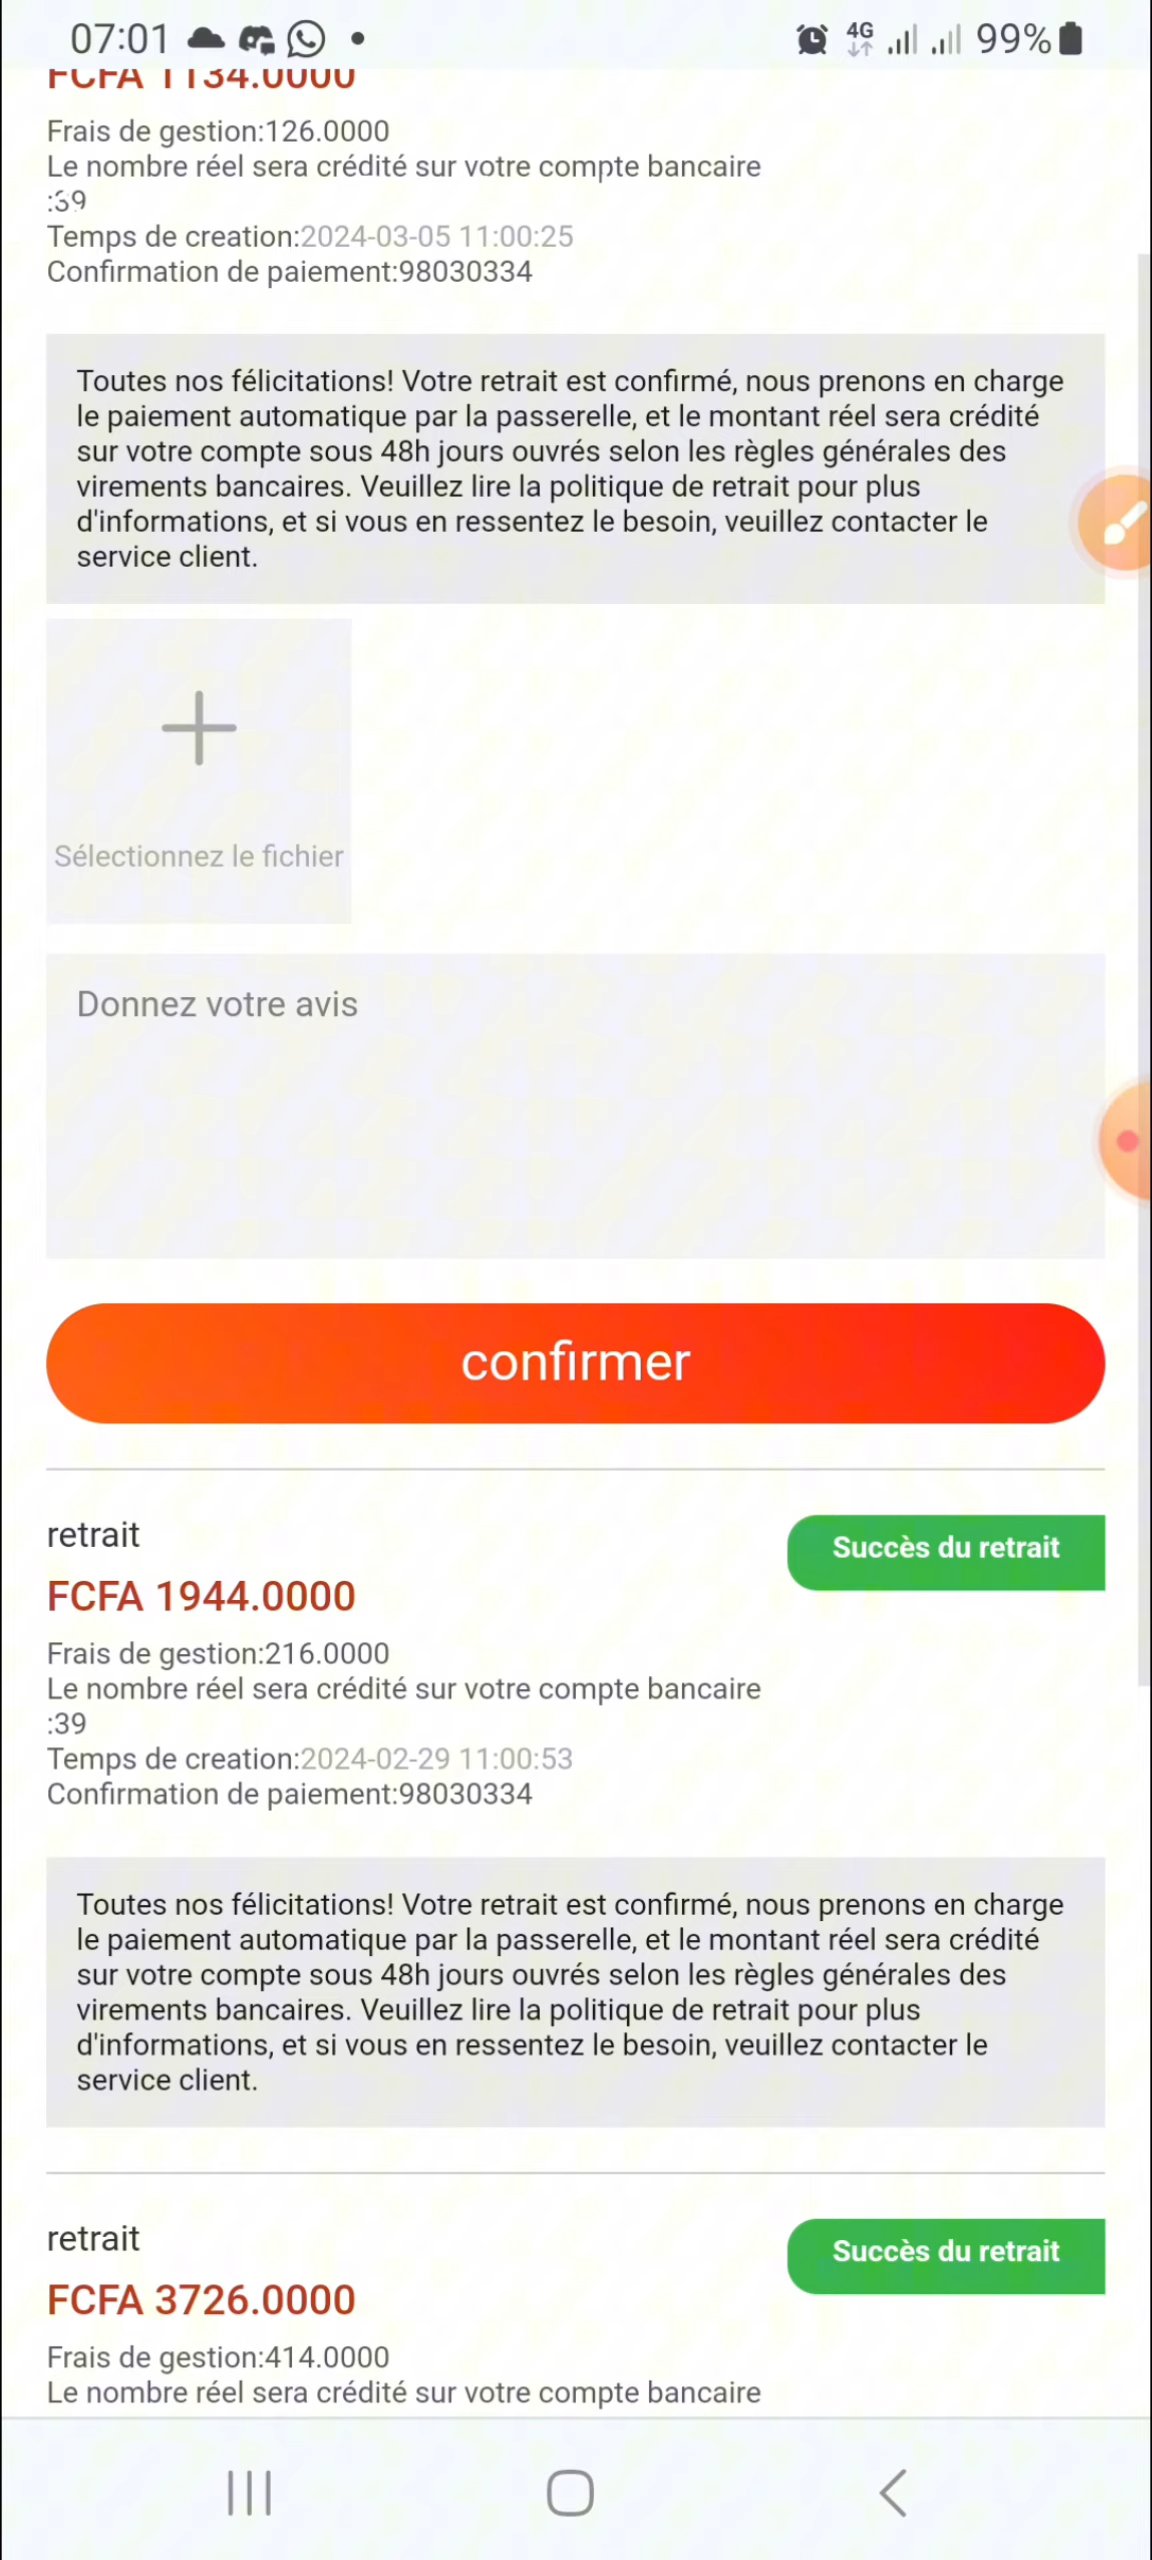 07:01
4G
99%
FCFA 1134.0000
Frais de gestion:126.0000
Le nombre réel sera crédité sur votre compte bancaire
:39
Temps de creation:2024-03-05 11:00:25
Confirmation de paiement:98030334
Toutes nos félicitations! Votre retrait est confirmé, nous prenons en charge
le paiement automatique par la passerelle, et le montant réel sera crédité
sur votre compte sous 48h jours ouvrés selon les règles générales des
virements bancaires. Veuillez lire la politique de retrait pour plus
d'informations, et si vous en ressentez le besoin, veuillez contacter le
service client.
Sélectionnez le fichier
Donnez votre avis
confirmer
retrait
Succès du retrait
FCFA 1944.0000
Frais de gestion:216.0000
Le nombre réel sera crédité sur votre compte bancaire
:39
Temps de creation:2024-02-29 11:00:53
Confirmation de paiement:98030334
Toutes nos félicitations! Votre retrait est confirmé, nous prenons en charge
le paiement automatique par la passerelle, et le montant réel sera crédité
sur votre compte sous 48h jours ouvrés selon les règles générales des
virements bancaires. Veuillez lire la politique de retrait pour plus
d'informations, et si vous en ressentez le besoin, veuillez contacter le
service client.
retrait
Succès du retrait
FCFA 3726.0000
Frais de gestion:414.0000
Le nombre réel sera crédité sur votre compte bancaire